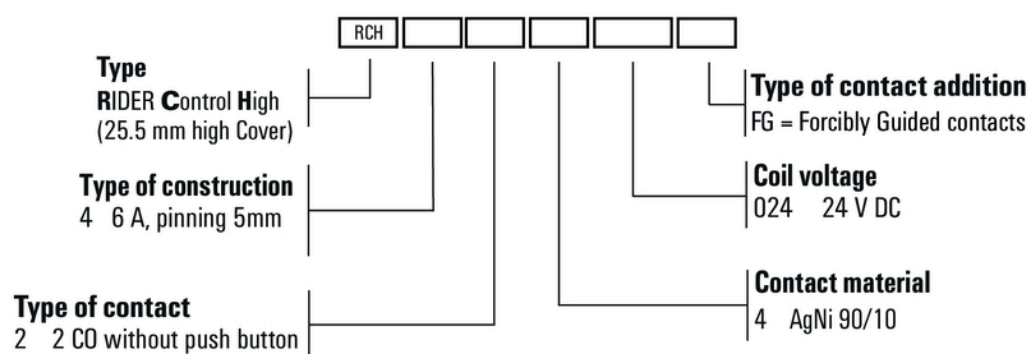 RCH
Type
RIDER Control High
(25.5 mm high Cover)
Type of construction
4 6 A, pinning 5mm
Type of contact
2 2 CO without push button
Type of contact addition
FG = Forcibly Guided contacts
Coil voltage
024 24 V DC
Contact material
4 AgNi 90/10